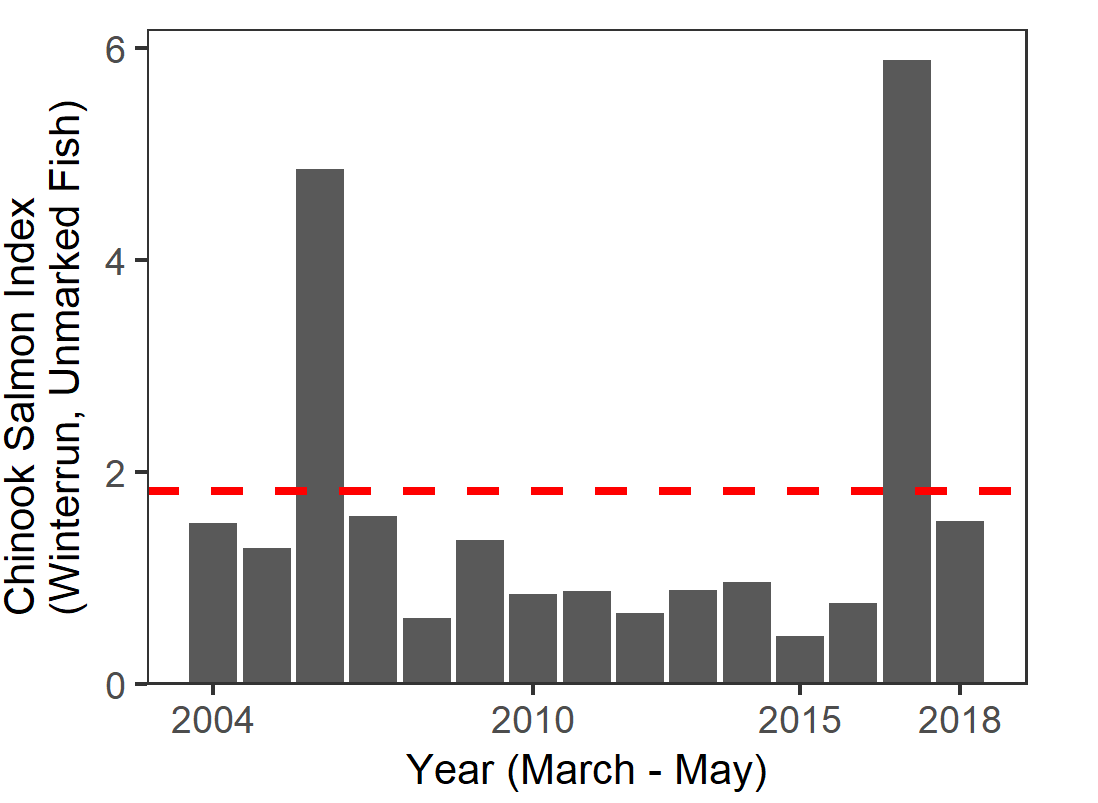 Chinook Salmon Index
(Winterrun, Unmarked Fish)
6
4
2
0
2004
2010
2015
2018
Year (March - May)